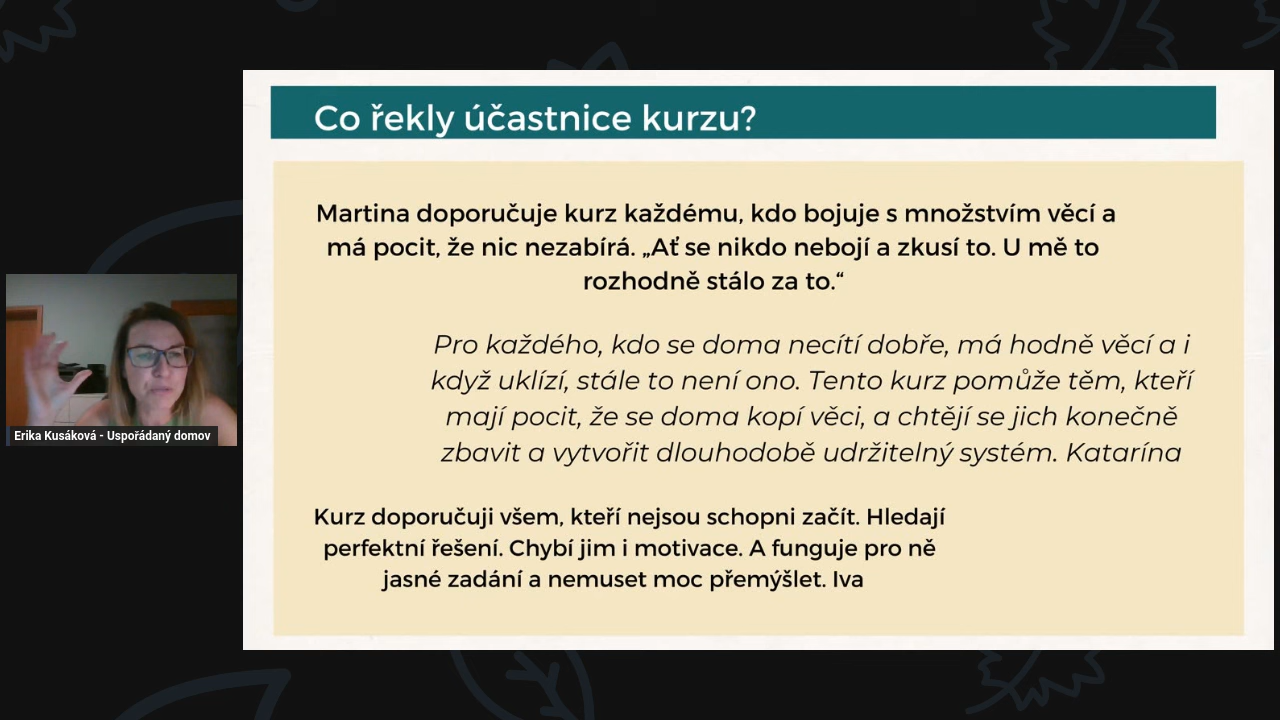 Co řekly účastnice kurzu?
Martina doporučuje kurz každému, kdo bojuje s množstvím věcí a
má pocit, že nic nezabírá. „Ať se nikdo nebojí a zkusí to. U mě to
rozhodně stálo za to.“
Pro každého, kdo se doma necítí dobře, má hodně věcí a i
když uklízí, stále to není ono. Tento kurz pomůže těm, kteří
mají pocit, že se doma kopí věci, a chtějí se jich konečně
zbavit a vytvořit dlouhodobě udržitelný systém. Katarína
Kurz doporučuji všem, kteří nejsou schopni začít. Hledají
perfektní řešení. Chybí jim i motivace. A funguje pro ně
jasné zadání a nemuset moc přemýšlet. Iva
Erika Kusáková - Uspořádaný domov